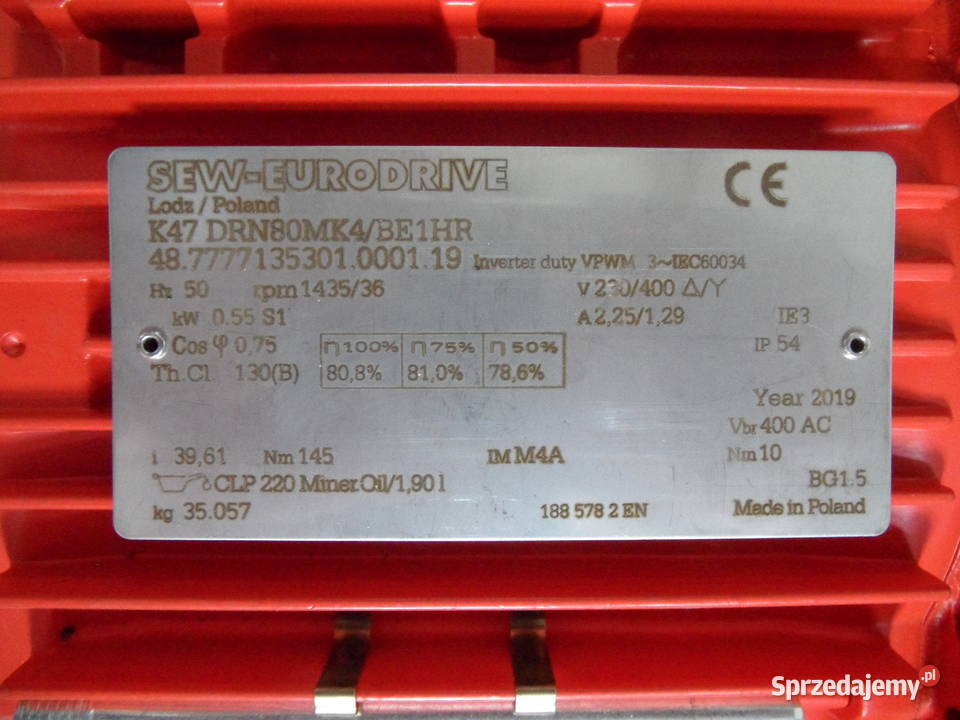 SEW-EURODRIVE CE
Lodz / Poland
K47 DRN80MK4/BE1HR
48.7777135301.0001.19 Inverter duty VPWM 3~IEC60034
Hz 50 rpm 1435/36 V 230/400 △/Y
kW 0.55 S1 A 2,25/1,29 IE3
Cos φ 0,75 η 100% η 75% η 50% IP 54
Th.Cl. 130(B) 80,8% 81,0% 78,6%
Year 2019
Vbr 400 AC
i 39,61 Nm 145 IM M4A Nm 10
CLP 220 Miner.Oil/1,90 l BG1.5
kg 35.057 188 578 2 EN Made in Poland
Sprzedajemy.pl